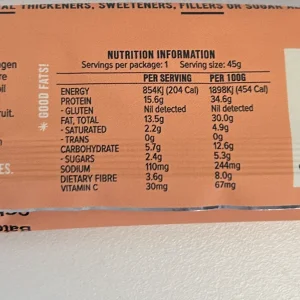 AL THICKENERS, SWEETENERS, FILLERS OR SUGAR
* GOOD FATS!
NUTRITION INFORMATION
Servings per package: 1 Serving size: 45g
PER SERVING PER 100G
ENERGY 854KJ (204 Cal) 1898KJ (454 Cal)
PROTEIN 15.6g 34.6g
- GLUTEN Nil detected Nil detected
FAT, TOTAL 13.5g 30.0g
- SATURATED 2.2g 4.9g
- TRANS 0g 0g
CARBOHYDRATE 5.7g 12.6g
- SUGARS 2.4g 5.3g
SODIUM 110mg 244mg
DIETARY FIBRE 3.6g 8.0g
VITAMIN C 30mg 67mg